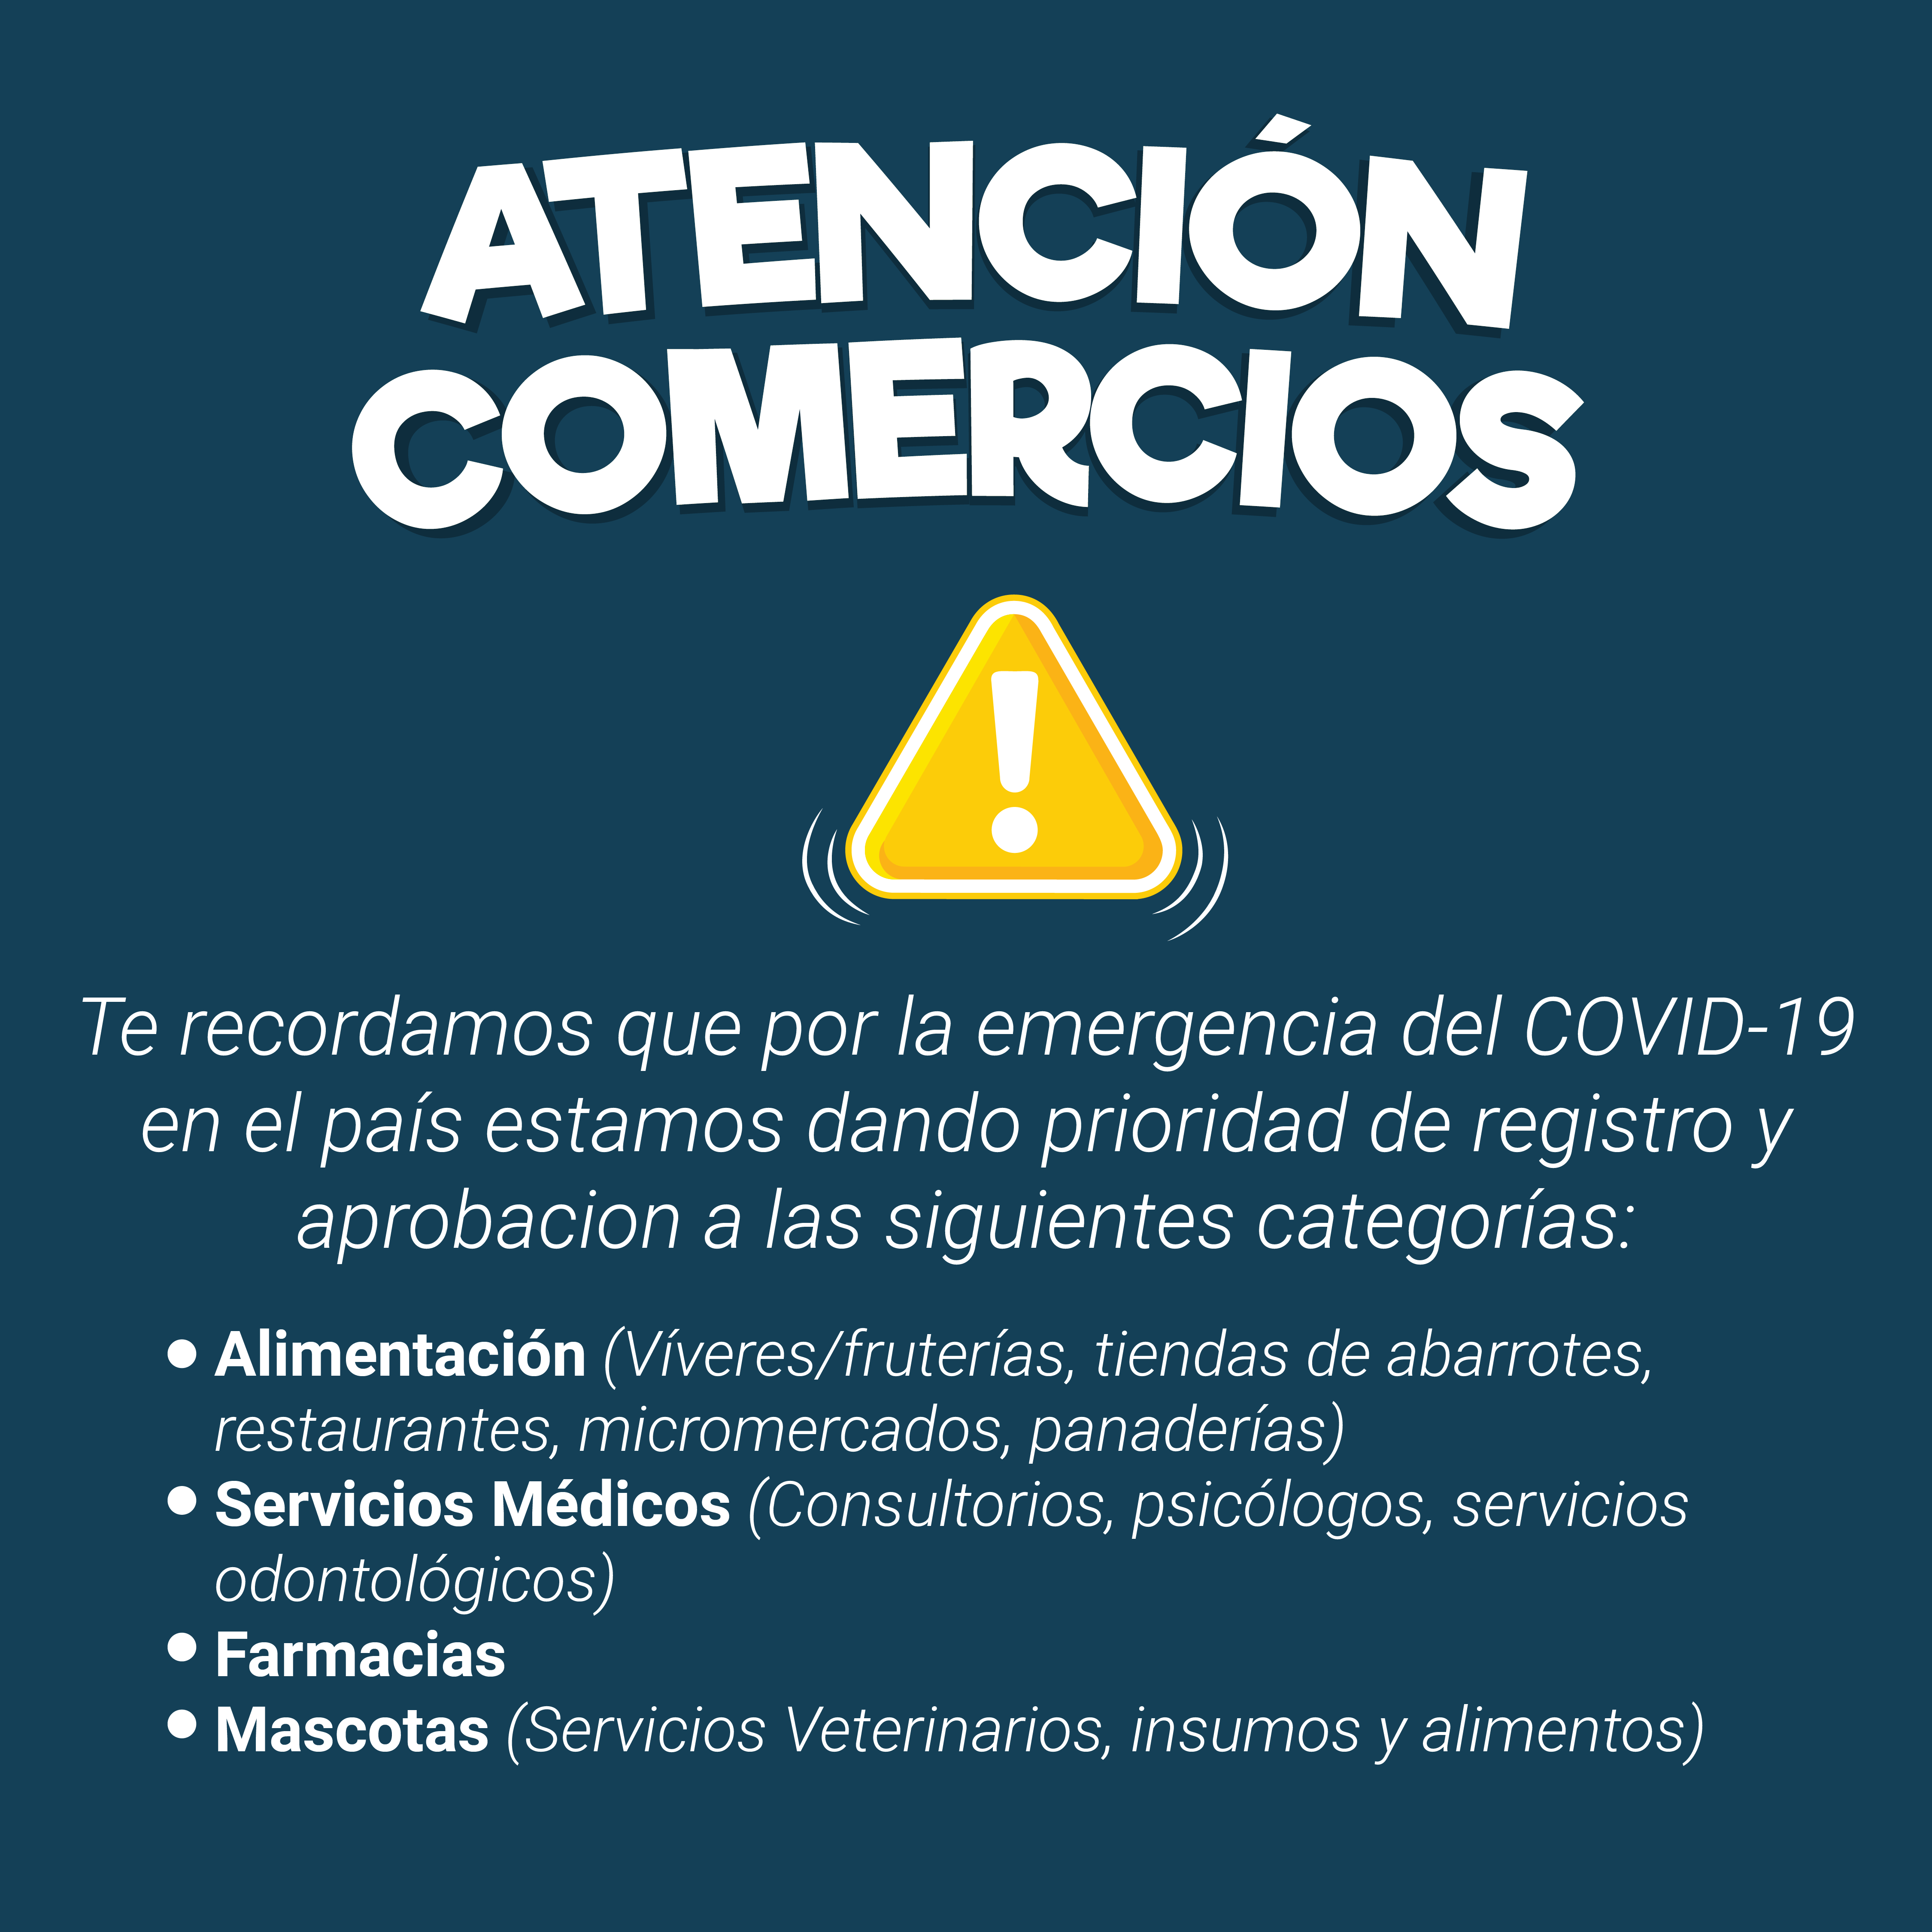 ATENCIÓN
COMERCIOS
Te recordamos que por la emergencia del COVID-19
en el país estamos dando prioridad de registro y
aprobacion a las siguientes categorías:
● Alimentación (Víveres/fruterías, tiendas de abarrotes,
restaurantes, micromercados, panaderías)
● Servicios Médicos (Consultorios, psicólogos, servicios
odontológicos)
● Farmacias
● Mascotas (Servicios Veterinarios, insumos y alimentos)